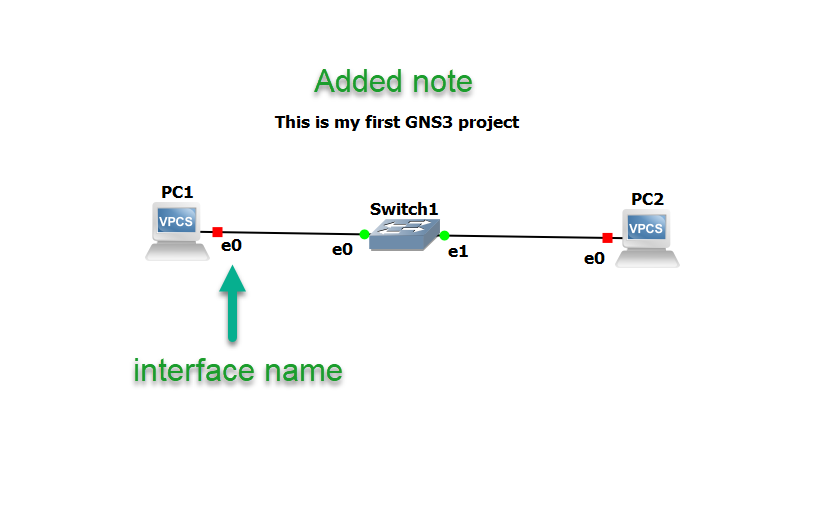 Added note
This is my first GNS3 project
PC1
VPCS
e0
e0
Switch1
e1
PC2
VPCS
e0
interface name